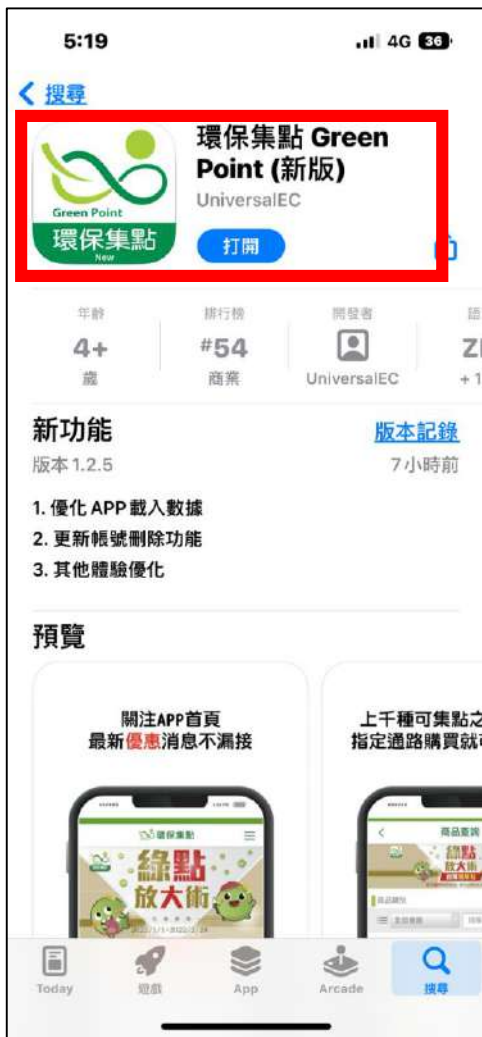 5:19
4G 36
搜尋
Green Point
環保集點
New
環保集點 Green
Point (新版)
UniversalEC
打開
年齡
排行榜
開發者
4+
#54
歲
商業
UniversalEC
+ 1
新功能
版本記錄
版本 1.2.5
7 小時前
1. 優化 APP 載入數據
2. 更新帳號刪除功能
3. 其他體驗優化
預覽
關注APP首頁
最新優惠消息不漏接
上千種可集點之
指定通路購買就
環保集點
綠點
放大術
商品查詢
綠點
放大術
Today
遊戲
App
Arcade
搜尋